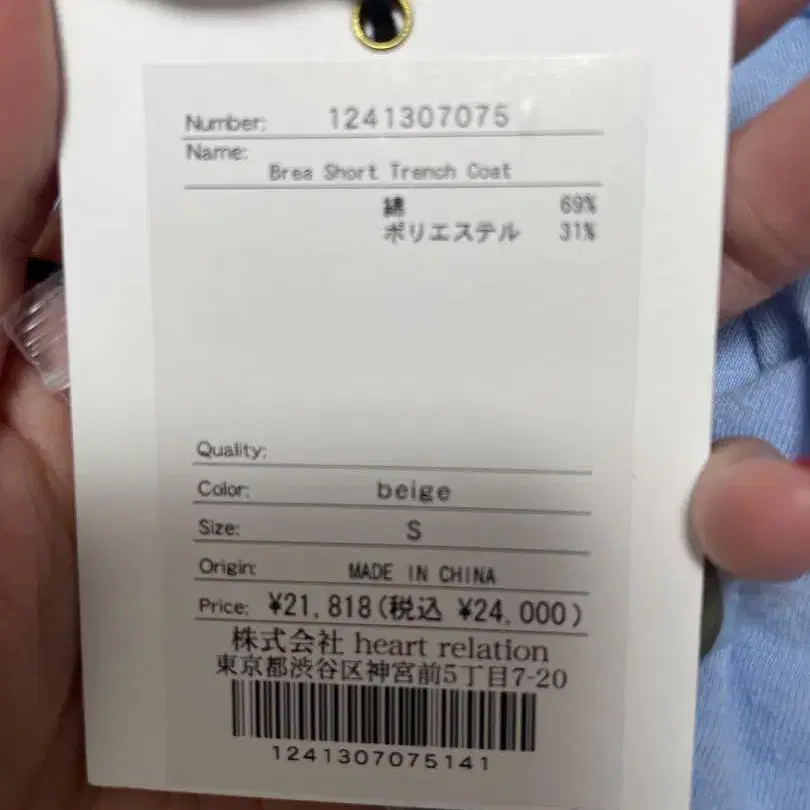 Number: 1241307075
Name:
Brea Short Trench Coat
綿 69%
ポリエステル 31%
Quality:
Color: beige
Size: S
Origin: MADE IN CHINA
Price: ¥21,818(税込 ¥24,000)
株式会社 heart relation
東京都渋谷区神宮前5丁目7-20
1241307075141